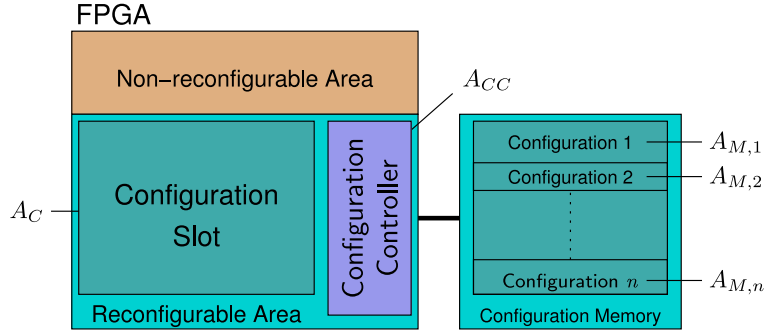 FPGA
Non-reconfigurable Area
A_{CC}
Configuration 1
A_{M,1}
Configuration 2
A_{M,2}
Configuration
Slot
A_C
Configuration
Controller
Configuration n
A_{M,n}
Reconfigurable Area
Configuration Memory